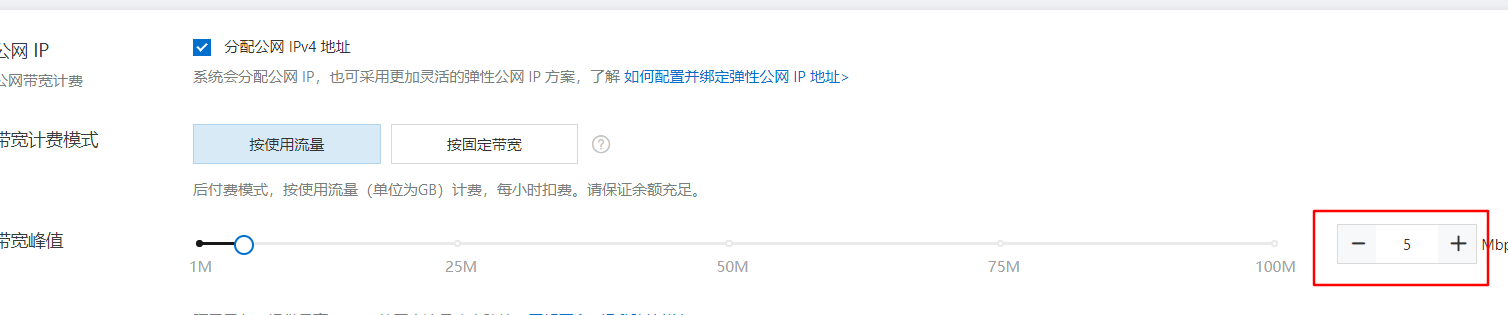 公网 IP
分配公网 IPv4 地址
公网带宽计费
系统会分配公网 IP，也可采用更加灵活的弹性公网 IP 方案，了解 如何配置并绑定弹性公网 IP 地址>
带宽计费模式
按使用流量 按固定带宽 ?
后付费模式，按使用流量（单位为GB）计费，每小时扣费。请保证余额充足。
带宽峰值
− 5 + Mbp
1M 25M 50M 75M 100M